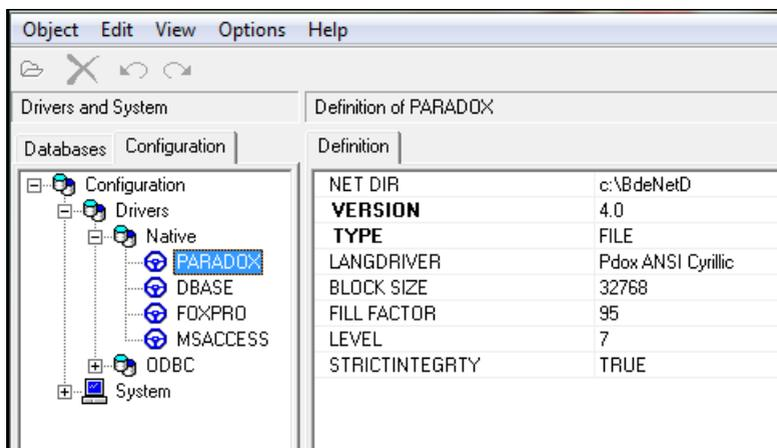 Object Edit View Options Help
Drivers and System
Definition of PARADOX
Databases Configuration
Definition
Configuration
Drivers
Native
PARADOX
DBASE
FOXPRO
MSACCESS
ODBC
System
NET DIR c:\BdeNetD
VERSION 4.0
TYPE FILE
LANGDRIVER Pdox ANSI Cyrillic
BLOCK SIZE 32768
FILL FACTOR 95
LEVEL 7
STRICTINTEGRTY TRUE